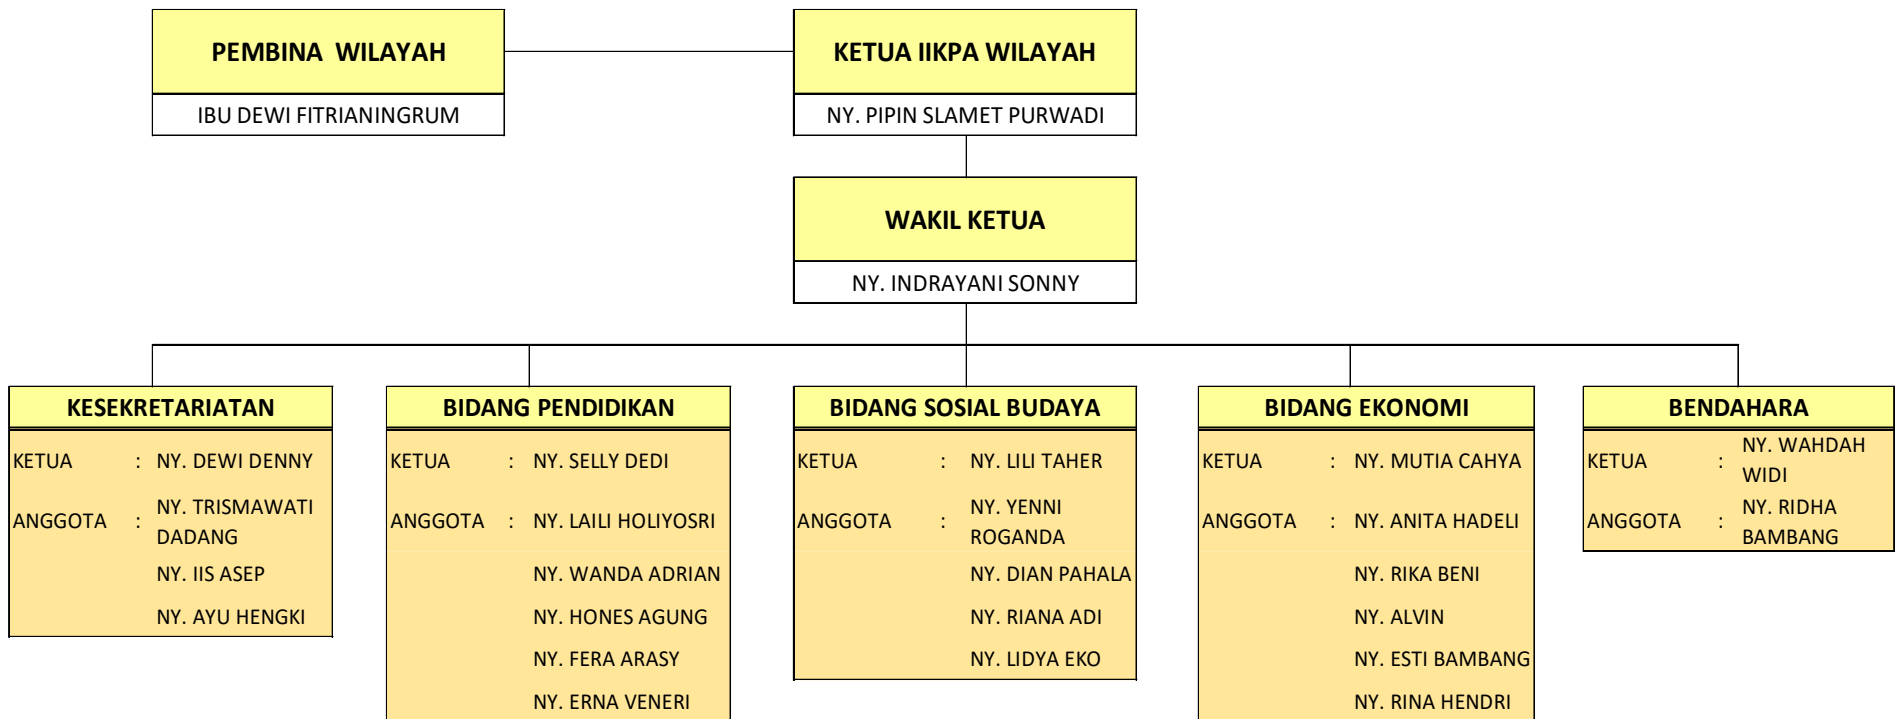 PEMBINA  WILAYAH
IBU DEWI FITRIANINGRUM
KETUA IIKPA WILAYAH
NY. PIPIN SLAMET PURWADI
WAKIL KETUA
NY. INDRAYANI SONNY
KESEKRETARIATAN
KETUA : NY. DEWI DENNY
ANGGOTA : NY. TRISMAWATI
DADANG
NY. IIS ASEP
NY. AYU HENGKI
BIDANG PENDIDIKAN
KETUA : NY. SELLY DEDI
ANGGOTA : NY. LAILI HOLIYOSRI
NY. WANDA ADRIAN
NY. HONES AGUNG
NY. FERA ARASY
NY. ERNA VENERI
BIDANG SOSIAL BUDAYA
KETUA : NY. LILI TAHER
ANGGOTA : NY. YENNI
ROGANDA
NY. DIAN PAHALA
NY. RIANA ADI
NY. LIDYA EKO
BIDANG EKONOMI
KETUA : NY. MUTIA CAHYA
ANGGOTA : NY. ANITA HADELI
NY. RIKA BENI
NY. ALVIN
NY. ESTI BAMBANG
NY. RINA HENDRI
BENDAHARA
KETUA : NY. WAHDAH
WIDI
ANGGOTA : NY. RIDHA
BAMBANG